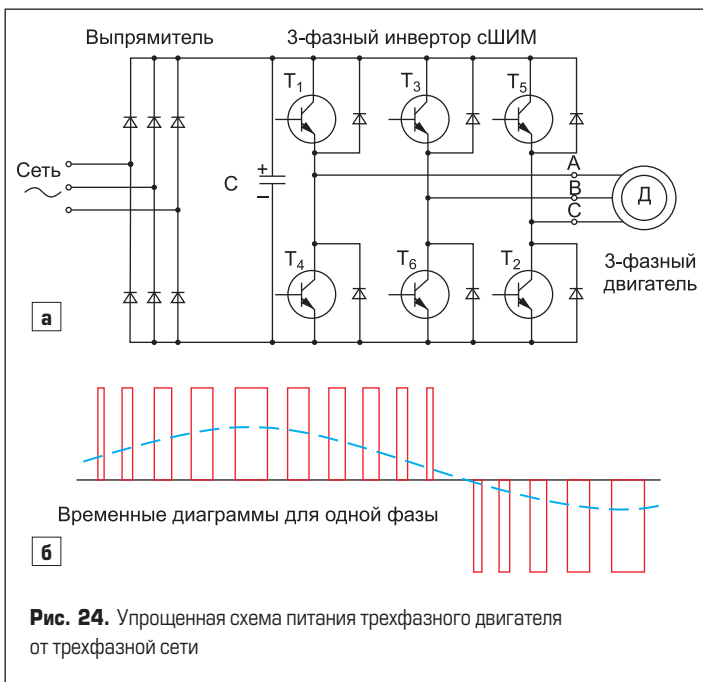 Выпрямитель
3-фазный инвертор сШИМ
T1
T3
T5
Сеть
C
+
–
A
B
C
Д
T4
T6
T2
3-фазный
двигатель
а
Временные диаграммы для одной фазы
б
Рис. 24. Упрощенная схема питания трехфазного двигателя
от трехфазной сети